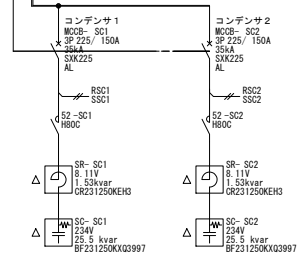 コンデンサ1
MCCB- SC1
3P 225/ 150A
35kA
SXK225
AL
RSC1
SSC1
52 -SC1
H80C
SR- SC1
8.11V
1.53kvar
CR231250KEH3
SC- SC1
234V
25.5 kvar
BF231250KXQ3997
コンデンサ2
MCCB- SC2
3P 225/ 150A
35kA
SXK225
AL
RSC2
SSC2
52 -SC2
H80C
SR- SC2
8.11V
1.53kvar
CR231250KEH3
SC- SC2
234V
25.5 kvar
BF231250KXQ3997